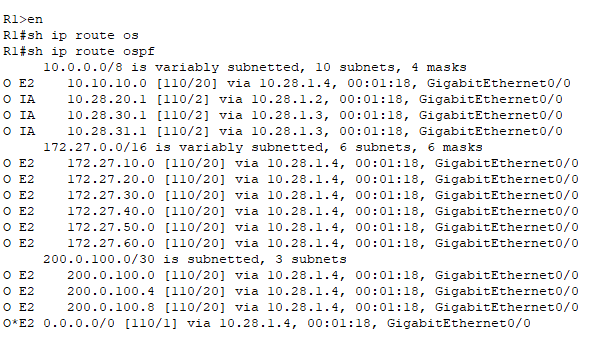 R1>en
R1#sh ip route os
R1#sh ip route ospf
     10.0.0.0/8 is variably subnetted, 10 subnets, 4 masks
O E2    10.10.10.0 [110/20] via 10.28.1.4, 00:01:18, GigabitEthernet0/0
O IA    10.28.20.1 [110/2] via 10.28.1.2, 00:01:18, GigabitEthernet0/0
O IA    10.28.30.1 [110/2] via 10.28.1.3, 00:01:18, GigabitEthernet0/0
O IA    10.28.31.1 [110/2] via 10.28.1.3, 00:01:18, GigabitEthernet0/0
     172.27.0.0/16 is variably subnetted, 6 subnets, 6 masks
O E2    172.27.10.0 [110/20] via 10.28.1.4, 00:01:18, GigabitEthernet0/0
O E2    172.27.20.0 [110/20] via 10.28.1.4, 00:01:18, GigabitEthernet0/0
O E2    172.27.30.0 [110/20] via 10.28.1.4, 00:01:18, GigabitEthernet0/0
O E2    172.27.40.0 [110/20] via 10.28.1.4, 00:01:18, GigabitEthernet0/0
O E2    172.27.50.0 [110/20] via 10.28.1.4, 00:01:18, GigabitEthernet0/0
O E2    172.27.60.0 [110/20] via 10.28.1.4, 00:01:18, GigabitEthernet0/0
     200.0.100.0/30 is subnetted, 3 subnets
O E2    200.0.100.0 [110/20] via 10.28.1.4, 00:01:18, GigabitEthernet0/0
O E2    200.0.100.4 [110/20] via 10.28.1.4, 00:01:18, GigabitEthernet0/0
O E2    200.0.100.8 [110/20] via 10.28.1.4, 00:01:18, GigabitEthernet0/0
O*E2 0.0.0.0/0 [110/1] via 10.28.1.4, 00:01:18, GigabitEthernet0/0